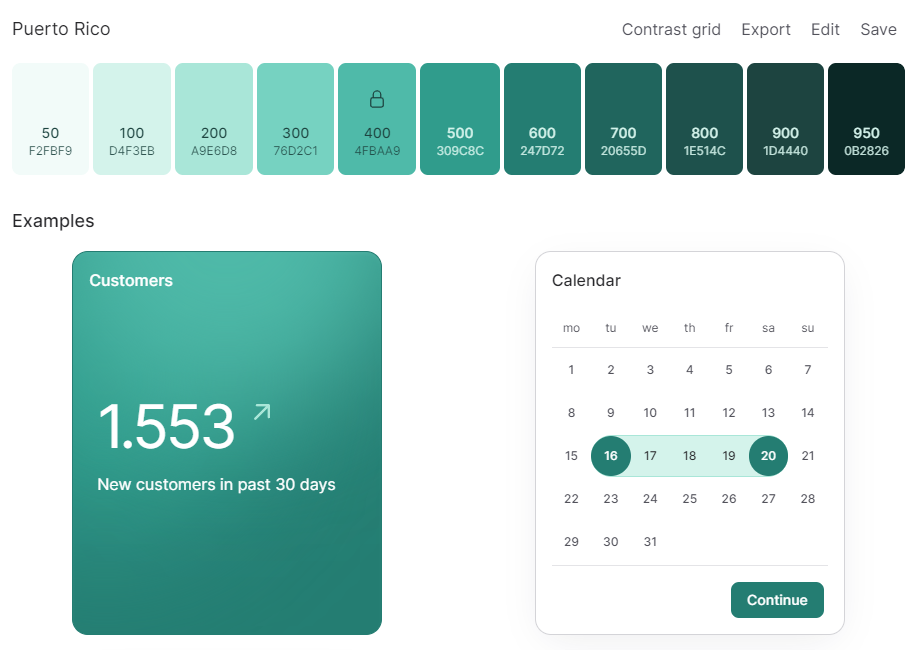 Puerto Rico Contrast grid Export Edit Save
50 100 200 300 400 500 600 700 800 900 950
F2FBF9 D4F3EB A9E6D8 76D2C1 4FBAA9 309C8C 247D72 20655D 1E514C 1D4440 0B2826
Examples
Customers
1.553
New customers in past 30 days
Calendar
mo tu we th fr sa su
1 2 3 4 5 6 7
8 9 10 11 12 13 14
15 16 17 18 19 20 21
22 23 24 25 26 27 28
29 30 31
Continue